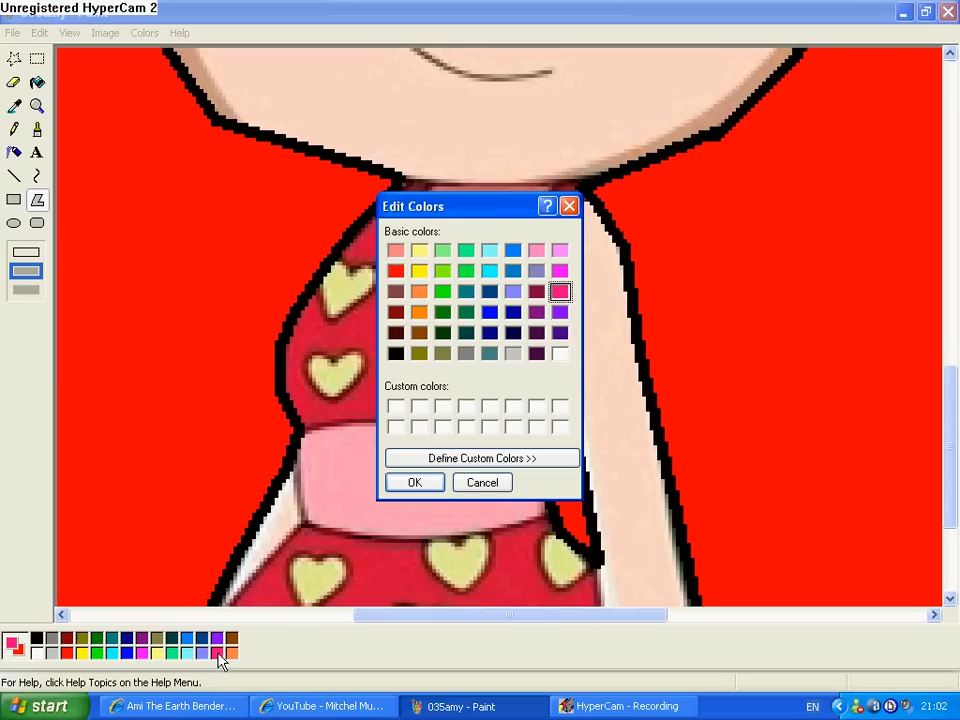 Unregistered HyperCam 2
File Edit View Image Colors Help
Edit Colors
Basic colors:
Custom colors:
Define Custom Colors >>
OK Cancel
For Help, click Help Topics on the Help Menu.
start Ami The Earth Bender... YouTube - Mitchel Mu... 035amy - Paint HyperCam - Recording EN 21:02